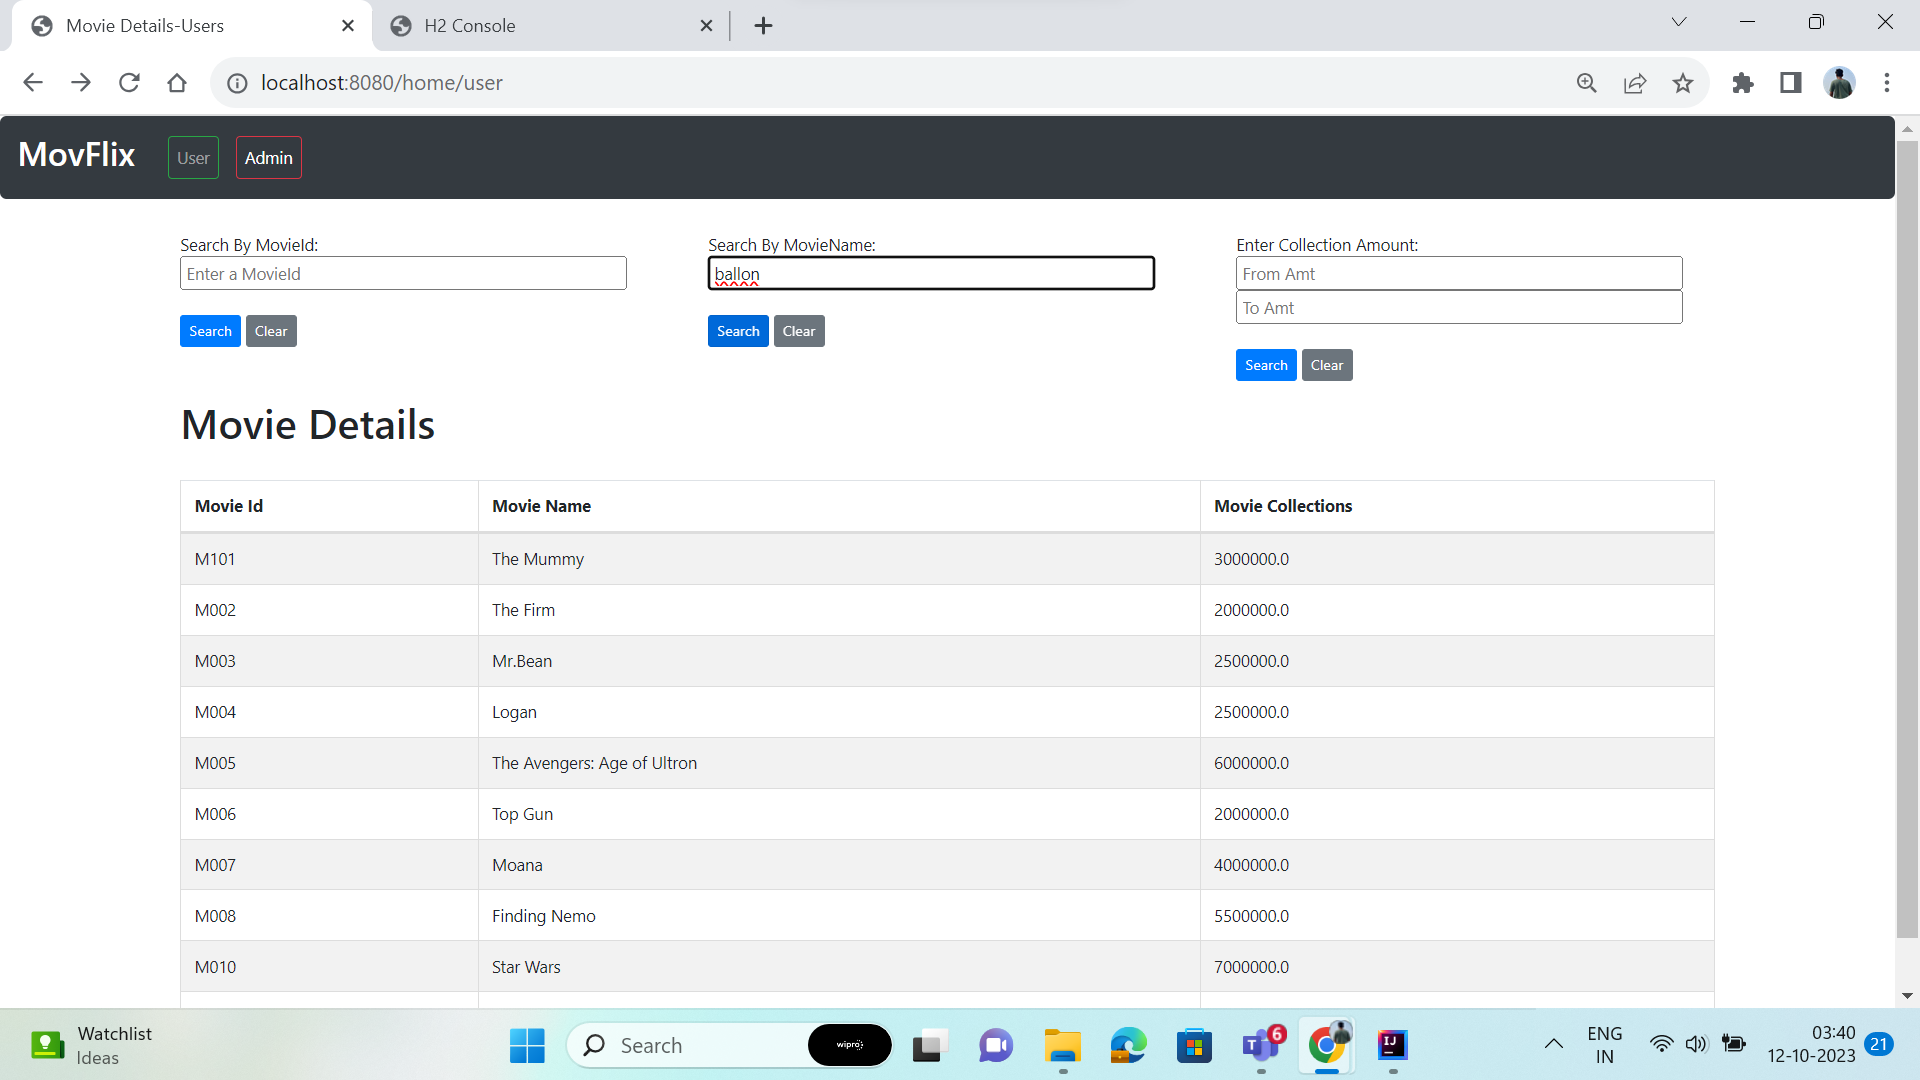 Movie Details-Users
H2 Console
localhost:8080/home/user
MovFlix
User
Admin
Search By MovieId:
Enter a MovieId
Search
Clear
Search By MovieName:
ballon
Search
Clear
Enter Collection Amount:
From Amt
To Amt
Search
Clear
Movie Details
Movie Id Movie Name Movie Collections
M101 The Mummy 3000000.0
M002 The Firm 2000000.0
M003 Mr.Bean 2500000.0
M004 Logan 2500000.0
M005 The Avengers: Age of Ultron 6000000.0
M006 Top Gun 2000000.0
M007 Moana 4000000.0
M008 Finding Nemo 5500000.0
M010 Star Wars 7000000.0
Watchlist
Ideas
Search
wipro
T
6
IJ
ENG
IN
03:40
12-10-2023
21